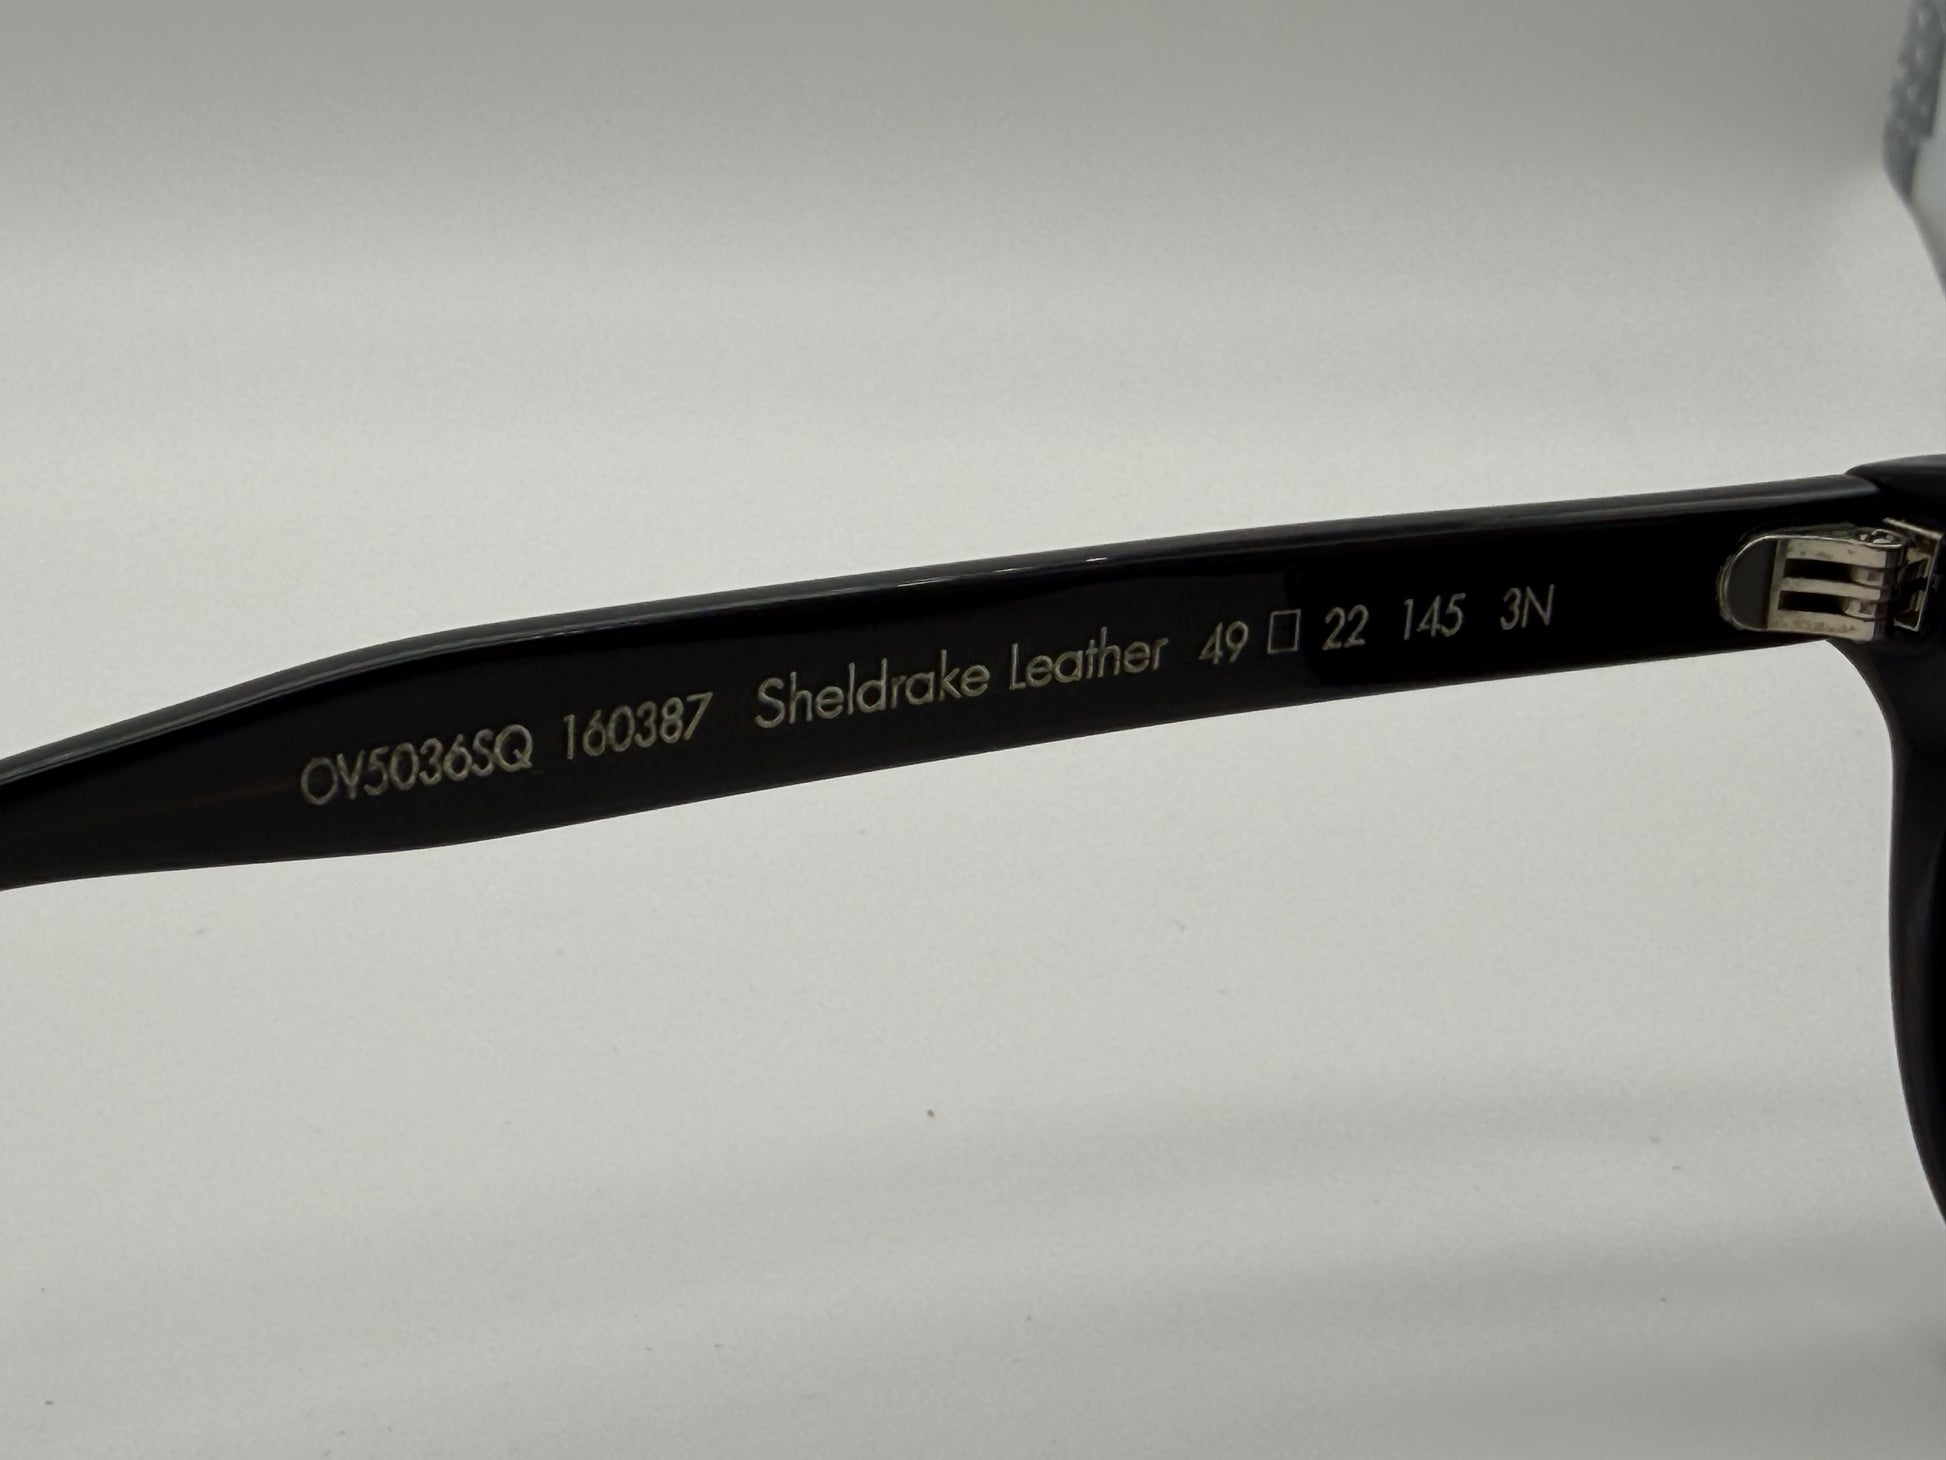 OV5036SQ 160387 Sheldrake Leather 49 □ 22 145 3N